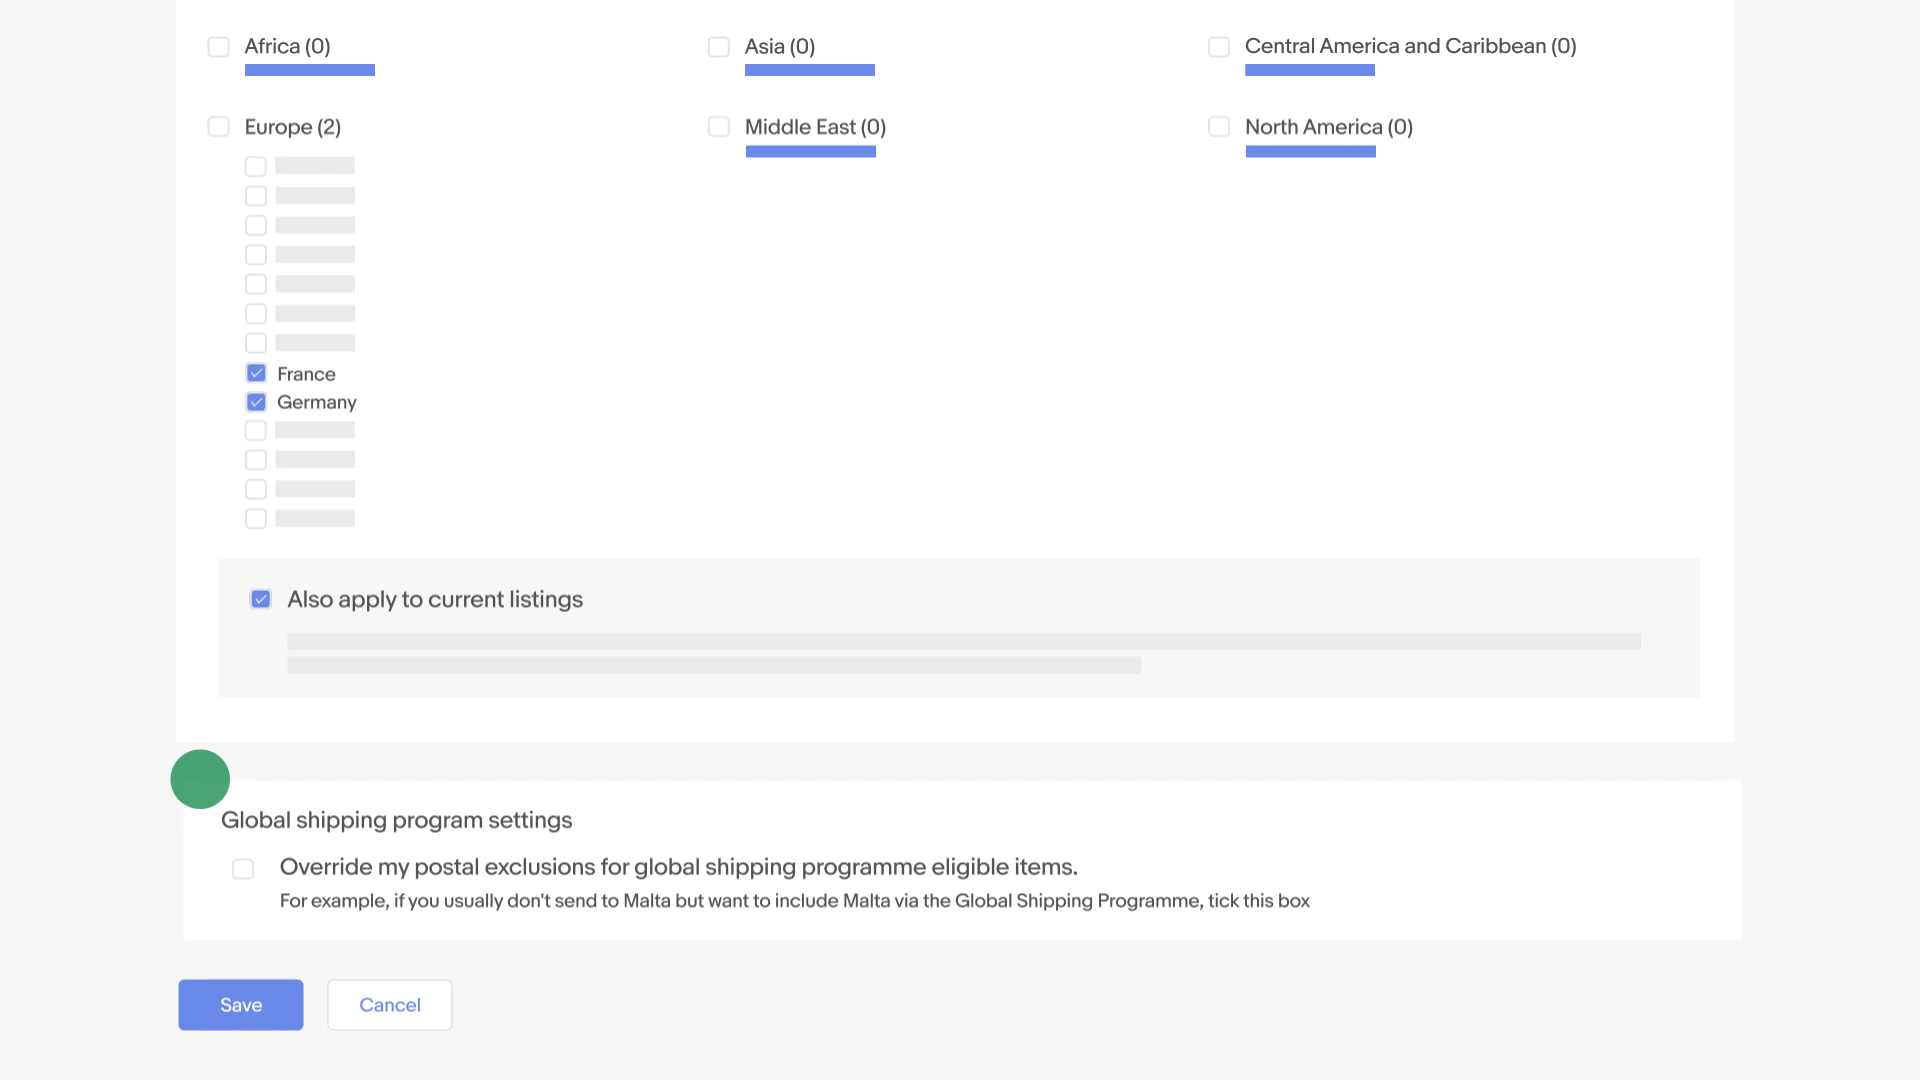 Africa (0)
Asia (0)
Central America and Caribbean (0)
Europe (2)
Middle East (0)
North America (0)
France
Germany
Also apply to current listings
Global shipping program settings
Override my postal exclusions for global shipping programme eligible items.
For example, if you usually don't send to Malta but want to include Malta via the Global Shipping Programme, tick this box
Save
Cancel